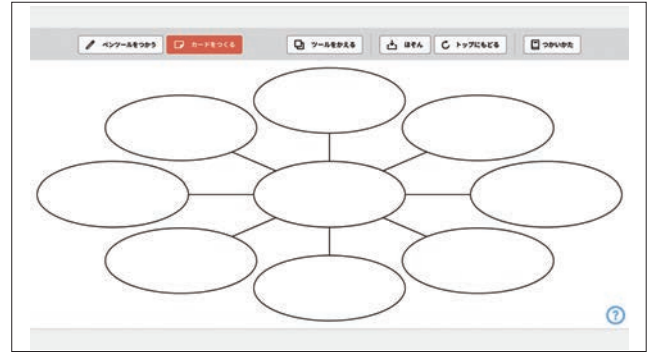 ペンツールをつかう
カードをつくる
ツールをかえる
ほぞん
トップにもどる
つかいかた
?